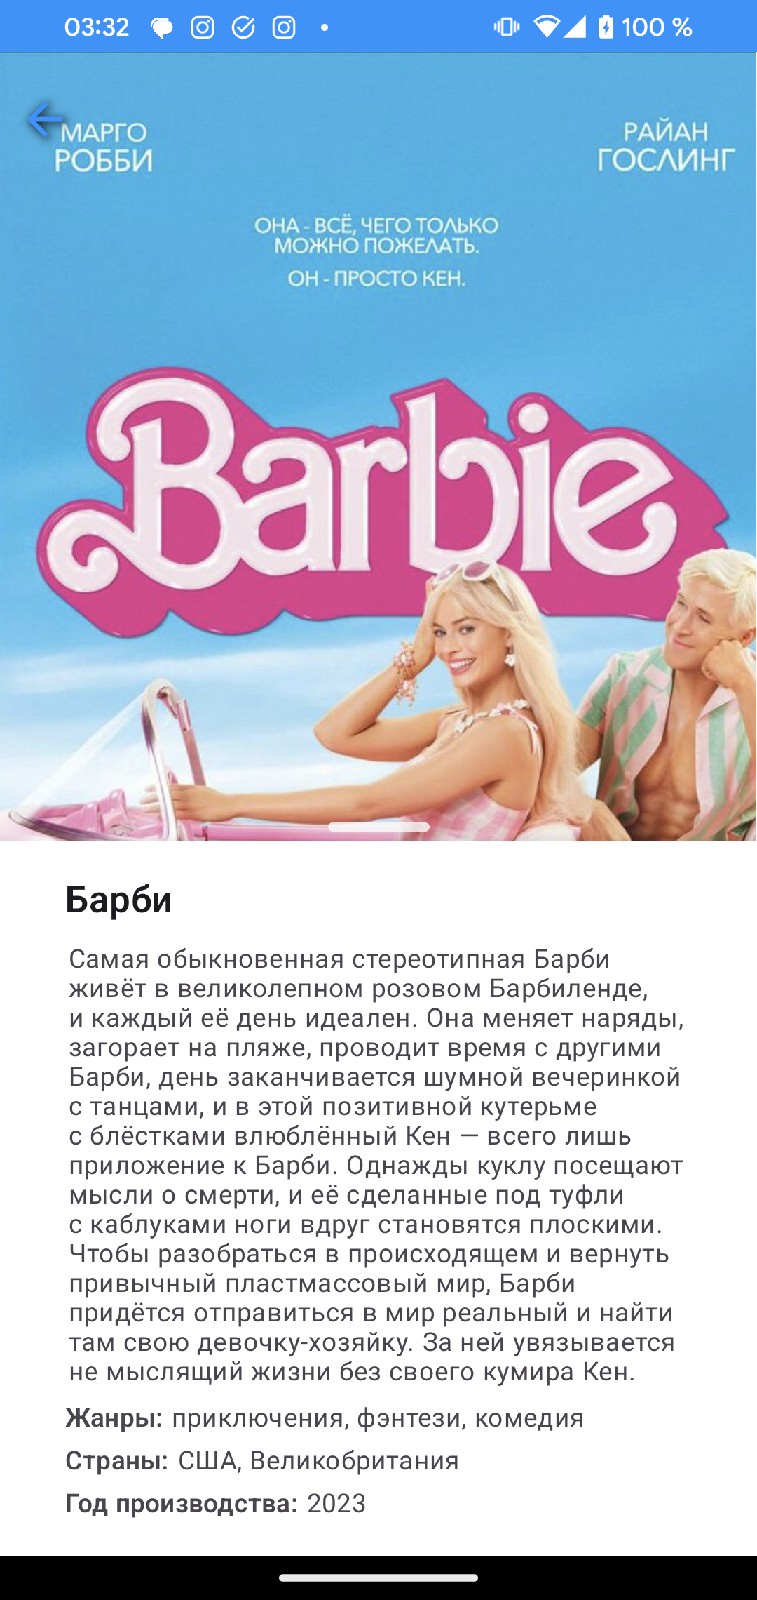 03:32
100 %
МАРГО
РОББИ
РАЙАН
ГОСЛИНГ
ОНА - ВСЁ, ЧЕГО ТОЛЬКО
МОЖНО ПОЖЕЛАТЬ.
ОН - ПРОСТО КЕН.
Barbie
Барби
Самая обыкновенная стереотипная Барби
живёт в великолепном розовом Барбиленде,
и каждый её день идеален. Она меняет наряды,
загорает на пляже, проводит время с другими
Барби, день заканчивается шумной вечеринкой
с танцами, и в этой позитивной кутерьме
с блёстками влюблённый Кен — всего лишь
приложение к Барби. Однажды куклу посещают
мысли о смерти, и её сделанные под туфли
с каблуками ноги вдруг становятся плоскими.
Чтобы разобраться в происходящем и вернуть
привычный пластмассовый мир, Барби
придётся отправиться в мир реальный и найти
там свою девочку-хозяйку. За ней увязывается
не мыслящий жизни без своего кумира Кен.
Жанры: приключения, фэнтези, комедия
Страны: США, Великобритания
Год производства: 2023